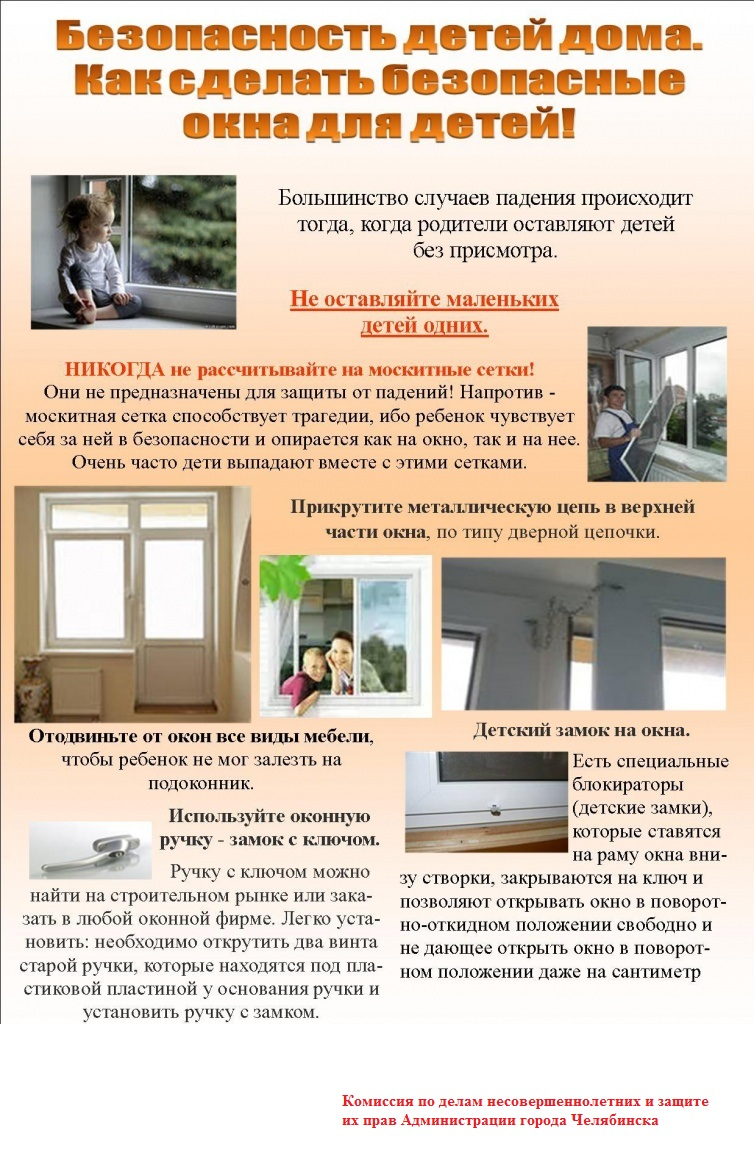 Безопасность детей дома.
Как сделать безопасные
окна для детей!
Большинство случаев падения происходит
тогда, когда родители оставляют детей
без присмотра.
Не оставляйте маленьких
детей одних.
НИКОГДА не рассчитывайте на москитные сетки!
Они не предназначены для защиты от падений! Напротив -
москитная сетка способствует трагедии, ибо ребенок чувствует
себя за ней в безопасности и опирается как на окно, так и на нее.
Очень часто дети выпадают вместе с этими сетками.
Прикрутите металлическую цепь в верхней
части окна, по типу дверной цепочки.
Отодвиньте от окон все виды мебели,
чтобы ребенок не мог залезть на
подоконник.
Используйте оконную
ручку - замок с ключом.
Ручку с ключом можно
найти на строительном рынке или зака-
зать в любой оконной фирме. Легко уста-
новить: необходимо открутить два винта
старой ручки, которые находятся под пла-
стиковой пластиной у основания ручки и
установить ручку с замком.
Детский замок на окна.
Есть специальные
блокираторы
(детские замки),
которые ставятся
на раму окна вни-
зу створки, закрываются на ключ и
позволяют открывать окно в поворот-
но-откидном положении свободно и
не дающее открыть окно в поворот-
ном положении даже на сантиметр
Комиссия по делам несовершеннолетних и защите
их прав Администрации города Челябинска